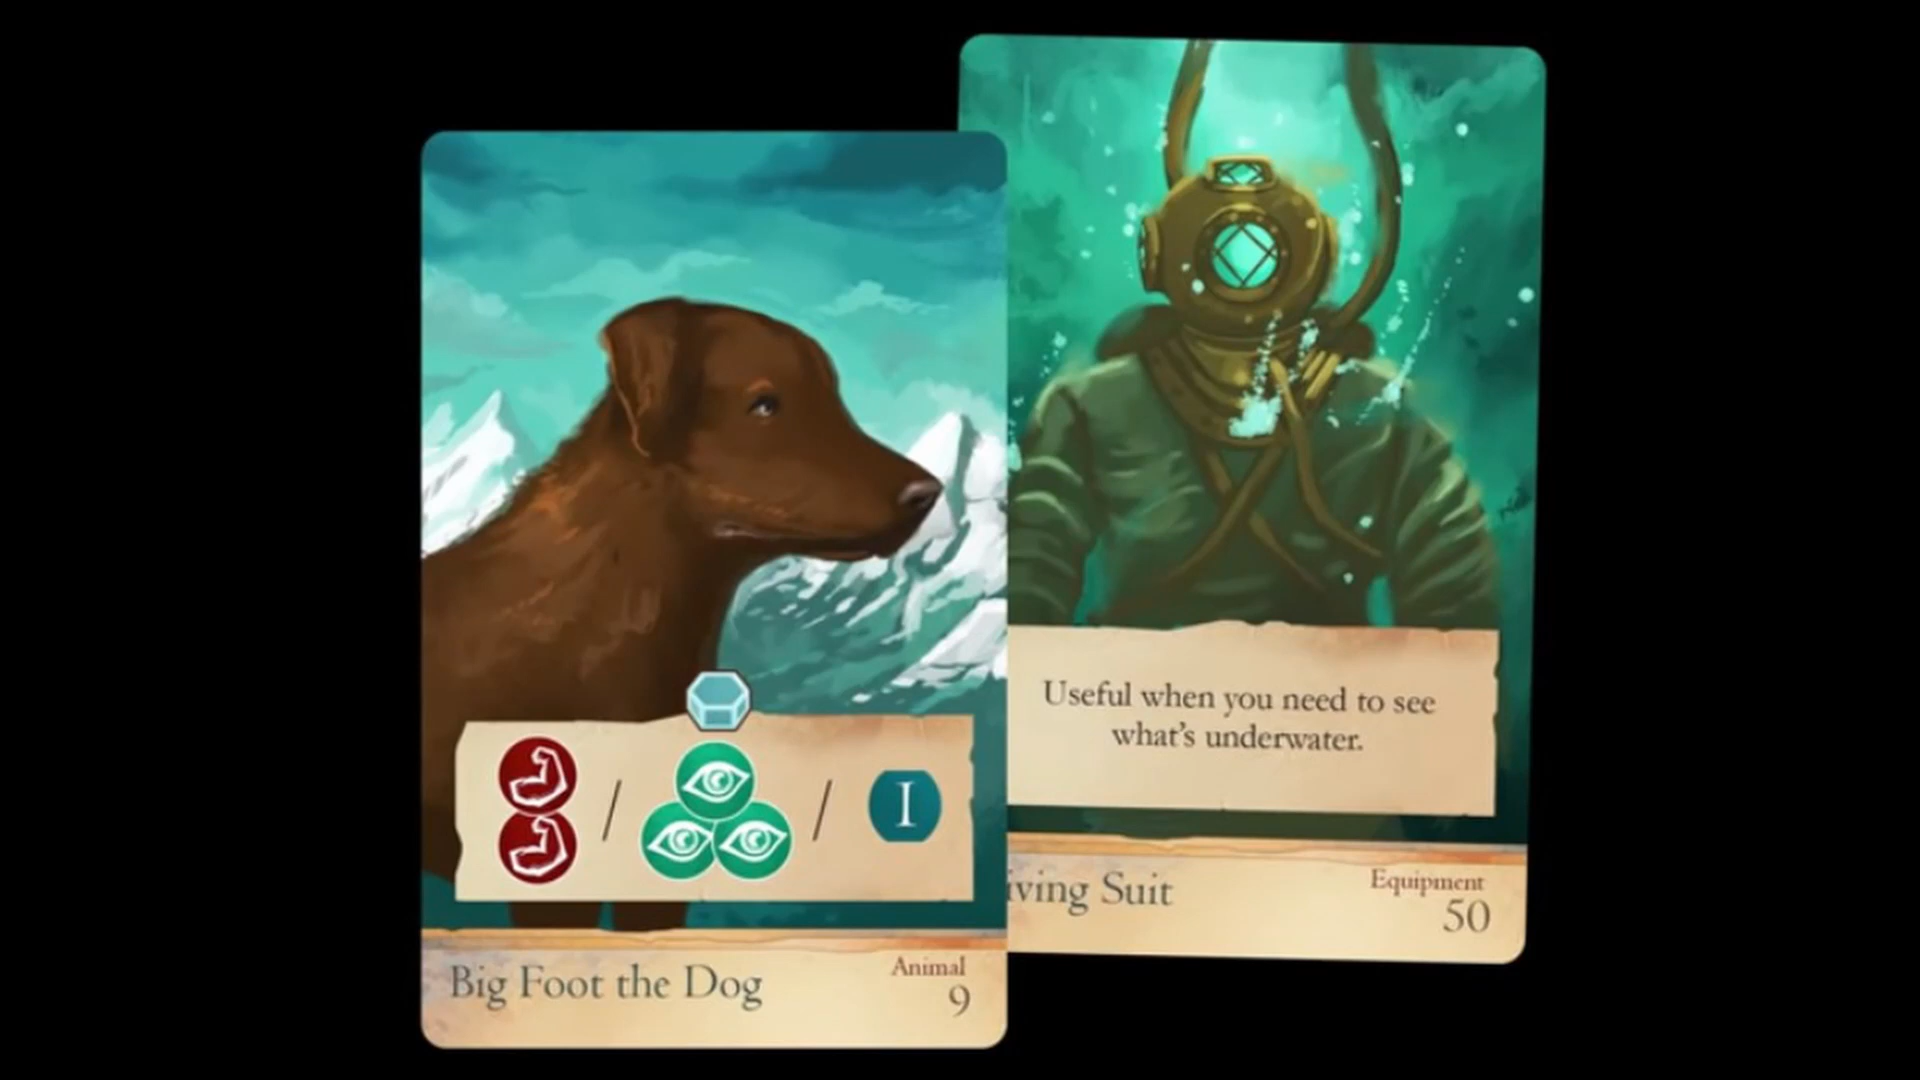 / / I
Big Foot the Dog
Animal
9
Useful when you need to see
what's underwater.
iving Suit
Equipment
50